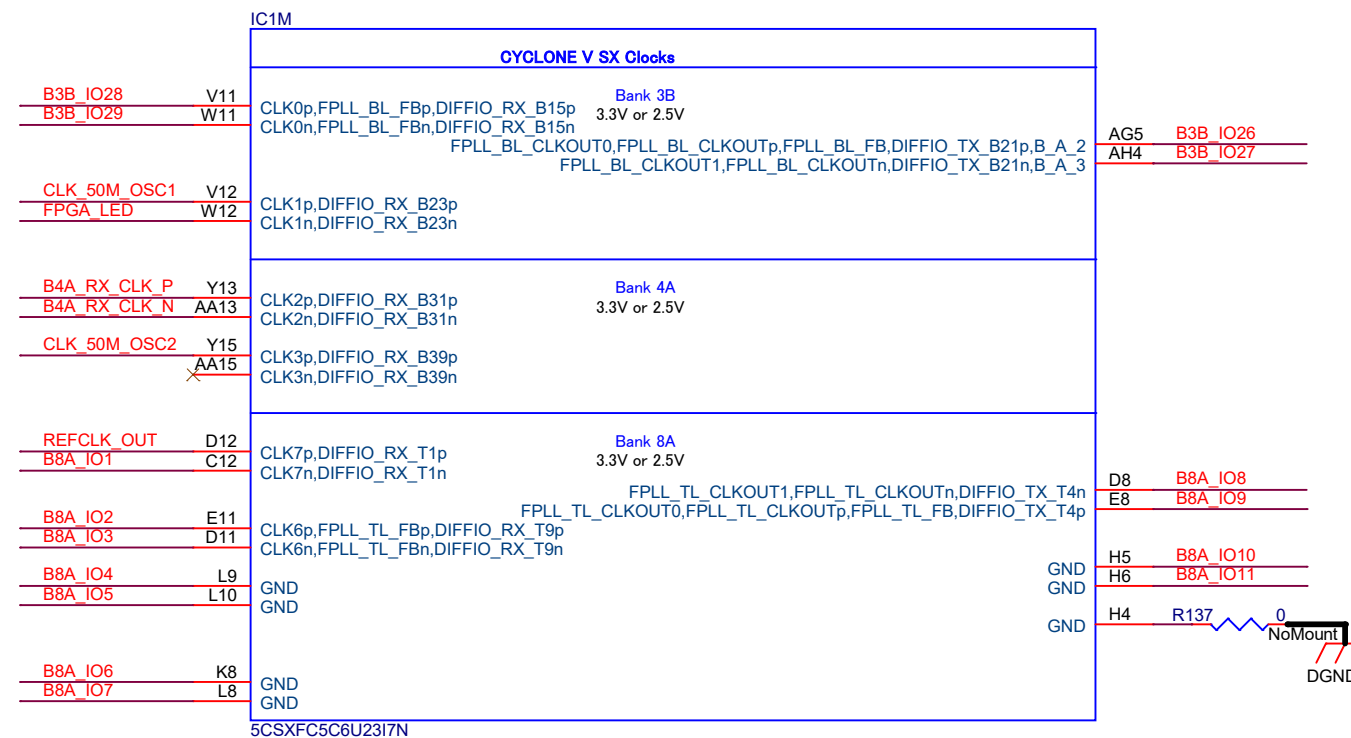 IC1M
CYCLONE V SX Clocks
Bank 3B
3.3V or 2.5V
B3B_IO28 V11 CLK0p,FPLL_BL_FBp,DIFFIO_RX_B15p
B3B_IO29 W11 CLK0n,FPLL_BL_FBn,DIFFIO_RX_B15n
FPLL_BL_CLKOUT0,FPLL_BL_CLKOUTp,FPLL_BL_FB,DIFFIO_TX_B21p,B_A_2 AG5 B3B_IO26
FPLL_BL_CLKOUT1,FPLL_BL_CLKOUTn,DIFFIO_TX_B21n,B_A_3 AH4 B3B_IO27
CLK_50M_OSC1 V12 CLK1p,DIFFIO_RX_B23p
FPGA_LED W12 CLK1n,DIFFIO_RX_B23n
Bank 4A
3.3V or 2.5V
B4A_RX_CLK_P Y13 CLK2p,DIFFIO_RX_B31p
B4A_RX_CLK_N AA13 CLK2n,DIFFIO_RX_B31n
CLK_50M_OSC2 Y15 CLK3p,DIFFIO_RX_B39p
AA15 CLK3n,DIFFIO_RX_B39n
Bank 8A
3.3V or 2.5V
REFCLK_OUT D12 CLK7p,DIFFIO_RX_T1p
B8A_IO1 C12 CLK7n,DIFFIO_RX_T1n
FPLL_TL_CLKOUT1,FPLL_TL_CLKOUTn,DIFFIO_TX_T4n D8 B8A_IO8
FPLL_TL_CLKOUT0,FPLL_TL_CLKOUTp,FPLL_TL_FB,DIFFIO_TX_T4p E8 B8A_IO9
B8A_IO2 E11 CLK6p,FPLL_TL_FBp,DIFFIO_RX_T9p
B8A_IO3 D11 CLK6n,FPLL_TL_FBn,DIFFIO_RX_T9n
GND H5 B8A_IO10
GND H6 B8A_IO11
B8A_IO4 L9 GND
B8A_IO5 L10 GND
GND H4 R137 0
NoMount
DGND
B8A_IO6 K8 GND
B8A_IO7 L8 GND
5CSXFC5C6U23I7N